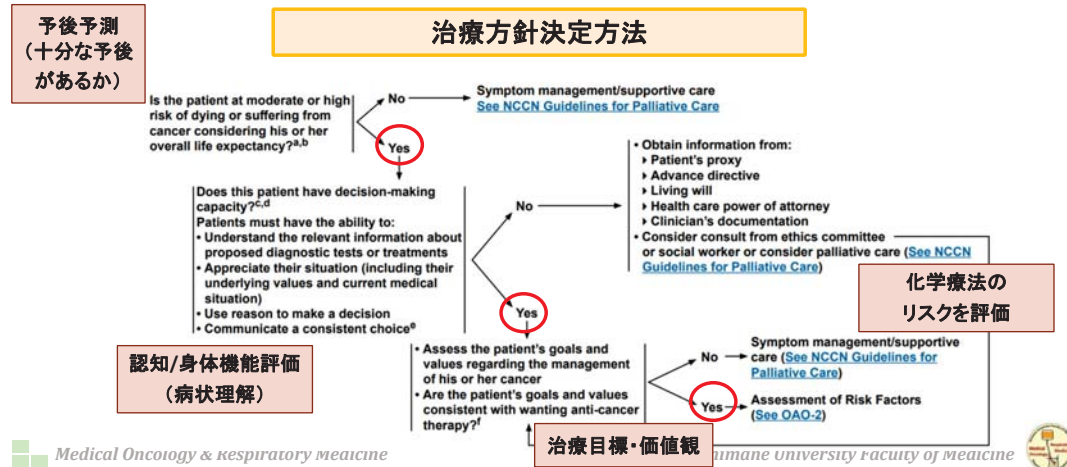 予後予測
(十分な予後
があるか)
治療方針決定方法
Is the patient at moderate or high
risk of dying or suffering from
cancer considering his or her
overall life expectancy?a,b
No
Symptom management/supportive care
See NCCN Guidelines for Palliative Care
Yes
Does this patient have decision-making
capacity?c,d
Patients must have the ability to:
• Understand the relevant information about
proposed diagnostic tests or treatments
• Appreciate their situation (including their
underlying values and current medical
situation)
• Use reason to make a decision
• Communicate a consistent choicee
No
• Obtain information from:
Patient's proxy
Advance directive
Living will
Health care power of attorney
Clinician's documentation
• Consider consult from ethics committee
or social worker or consider palliative care (See NCCN
Guidelines for Palliative Care)
化学療法の
リスクを評価
Yes
認知/身体機能評価
(病状理解)
• Assess the patient's goals and
values regarding the management
of his or her cancer
• Are the patient's goals and values
consistent with wanting anti-cancer
therapy?f
No
Symptom management/supportive
care (See NCCN Guidelines for
Palliative Care)
Yes
Assessment of Risk Factors
(See OAO-2)
治療目標・価値観
Medical Oncology & Respiratory Medicine
University Faculty of Medicine